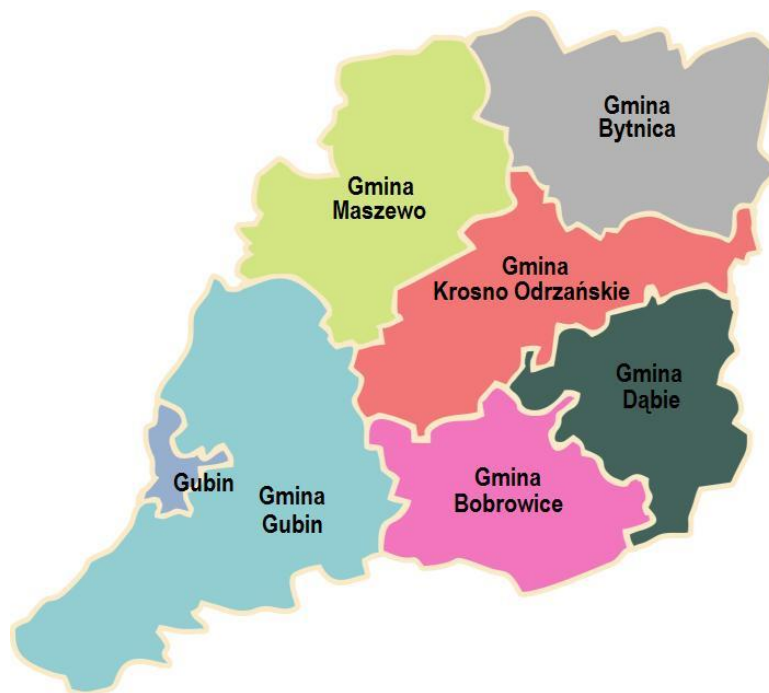 Gmina
Bytnica
Gmina
Maszewo
Gmina
Krosno Odrzańskie
Gmina
Dąbie
Gubin
Gmina
Gubin
Gmina
Bobrowice